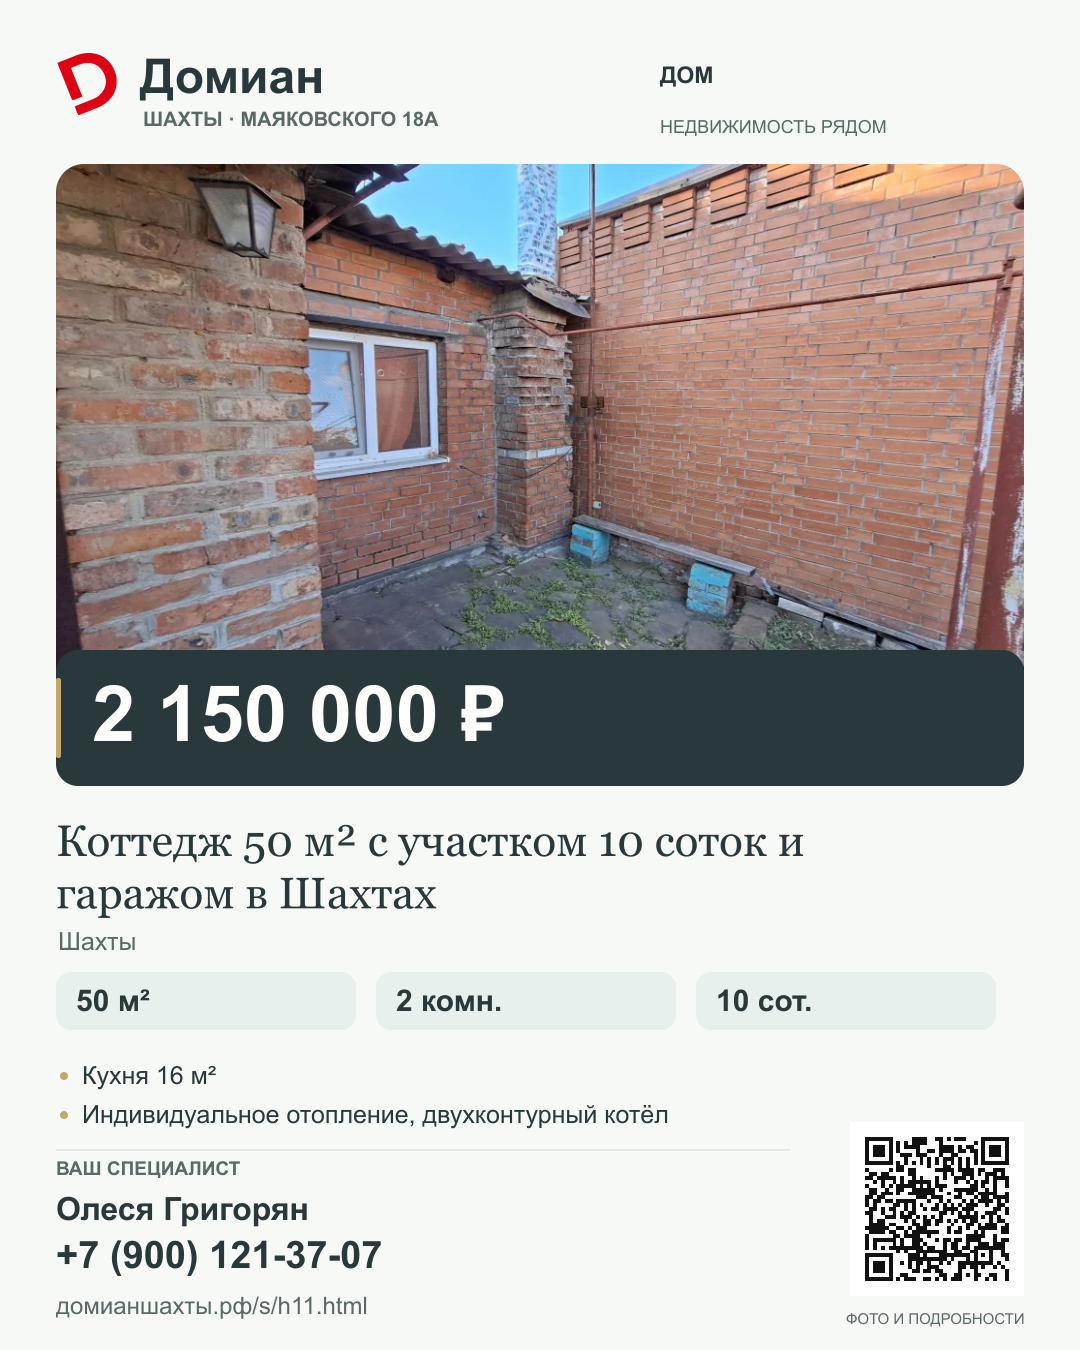 Домиан
ШАХТЫ · МАЯКОВСКОГО 18А
ДОМ
НЕДВИЖИМОСТЬ РЯДОМ
2 150 000 ₽
Коттедж 50 м² с участком 10 соток и
гаражом в Шахтах
Шахты
50 м²
2 комн.
10 сот.
• Кухня 16 м²
• Индивидуальное отопление, двухконтурный котёл
ВАШ СПЕЦИАЛИСТ
Олеся Григорян
+7 (900) 121-37-07
домианшахты.рф/s/h11.html
ФОТО И ПОДРОБНОСТИ